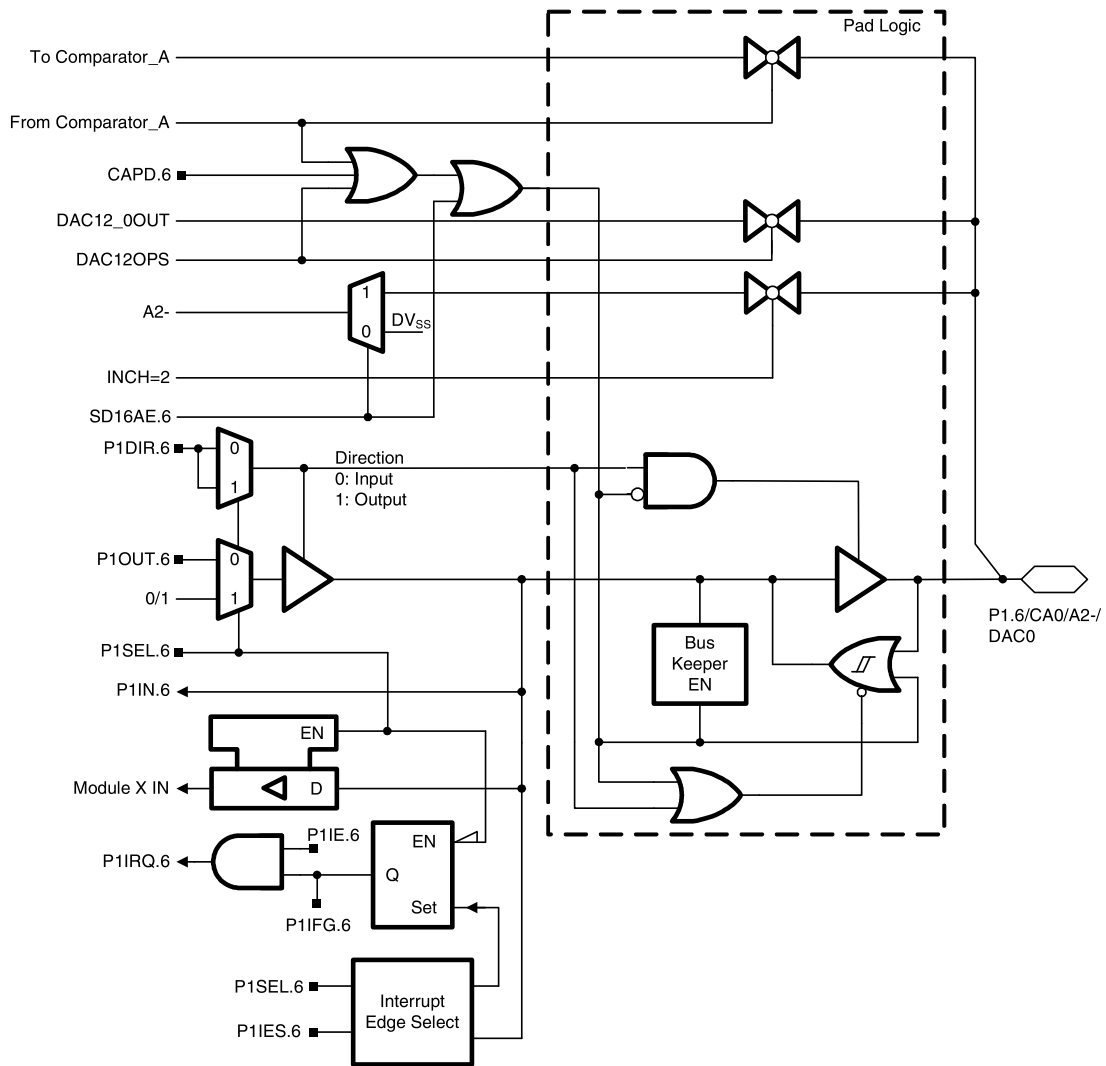 Pad Logic
To Comparator_A
From Comparator_A
CAPD.6
DAC12_0OUT
DAC12OPS
1
A2-
DVSS
0
INCH=2
SD16AE.6
P1DIR.6
0
1
Direction
0: Input
1: Output
P1OUT.6
0
0/1
1
P1.6/CA0/A2-/
DAC0
P1SEL.6
Bus
Keeper
EN
P1IN.6
EN
Module X IN
D
P1IE.6
EN
P1IRQ.6
Q
Set
P1IFG.6
P1SEL.6
Interrupt
Edge Select
P1IES.6